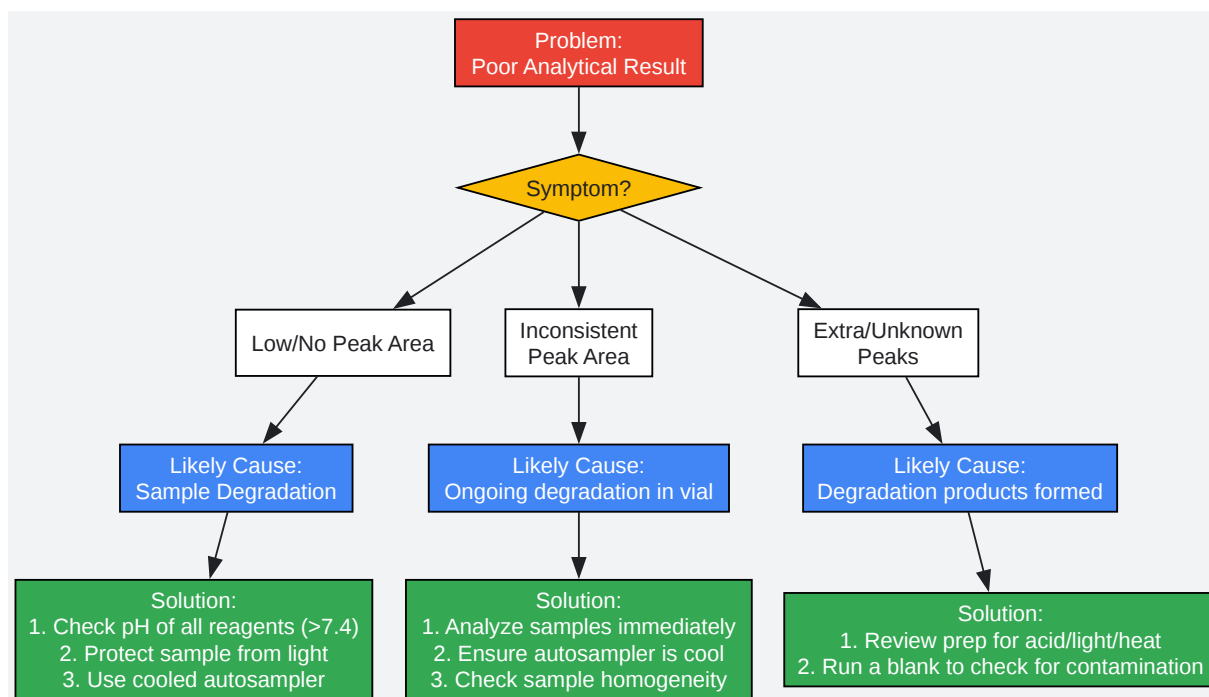 Problem:
Poor Analytical Result
Symptom?
Low/No Peak Area
Inconsistent
Peak Area
Extra/Unknown
Peaks
Likely Cause:
Sample Degradation
Likely Cause:
Ongoing degradation in vial
Likely Cause:
Degradation products formed
Solution:
1. Check pH of all reagents (>7.4)
2. Protect sample from light
3. Use cooled autosampler
Solution:
1. Analyze samples immediately
2. Ensure autosampler is cool
3. Check sample homogeneity
Solution:
1. Review prep for acid/light/heat
2. Run a blank to check for contamination